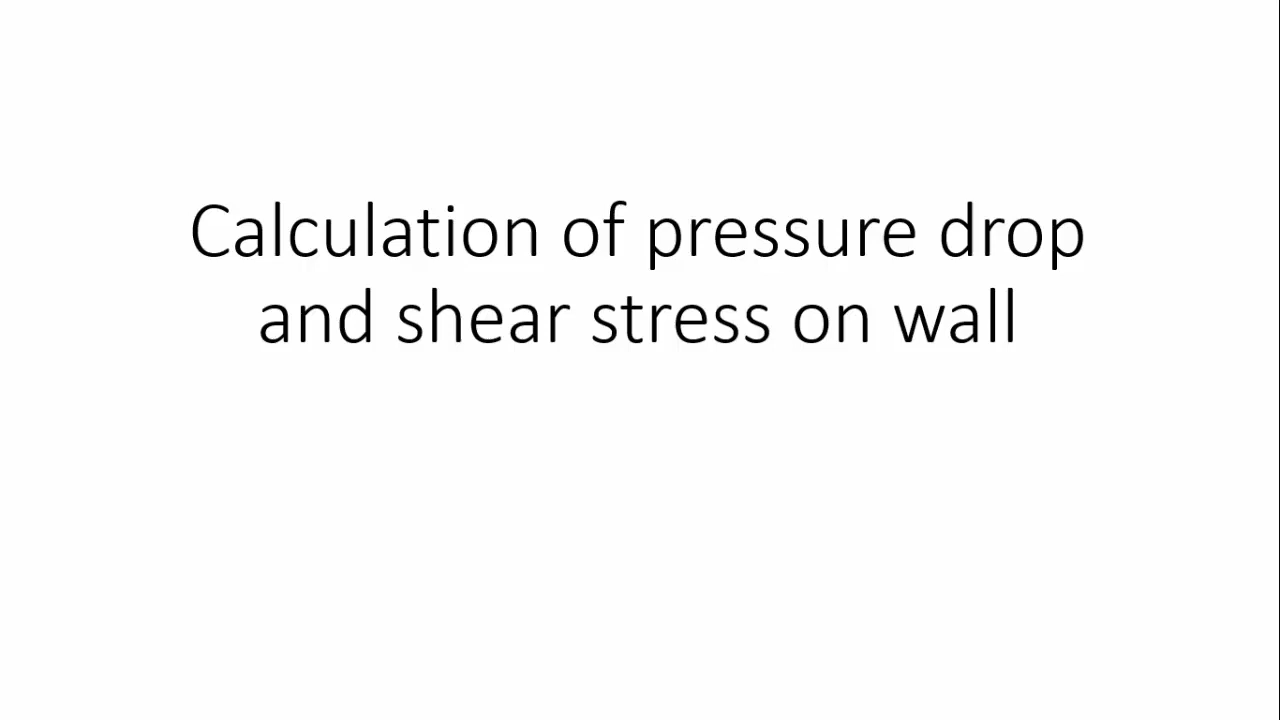 Calculation of pressure drop
and shear stress on wall